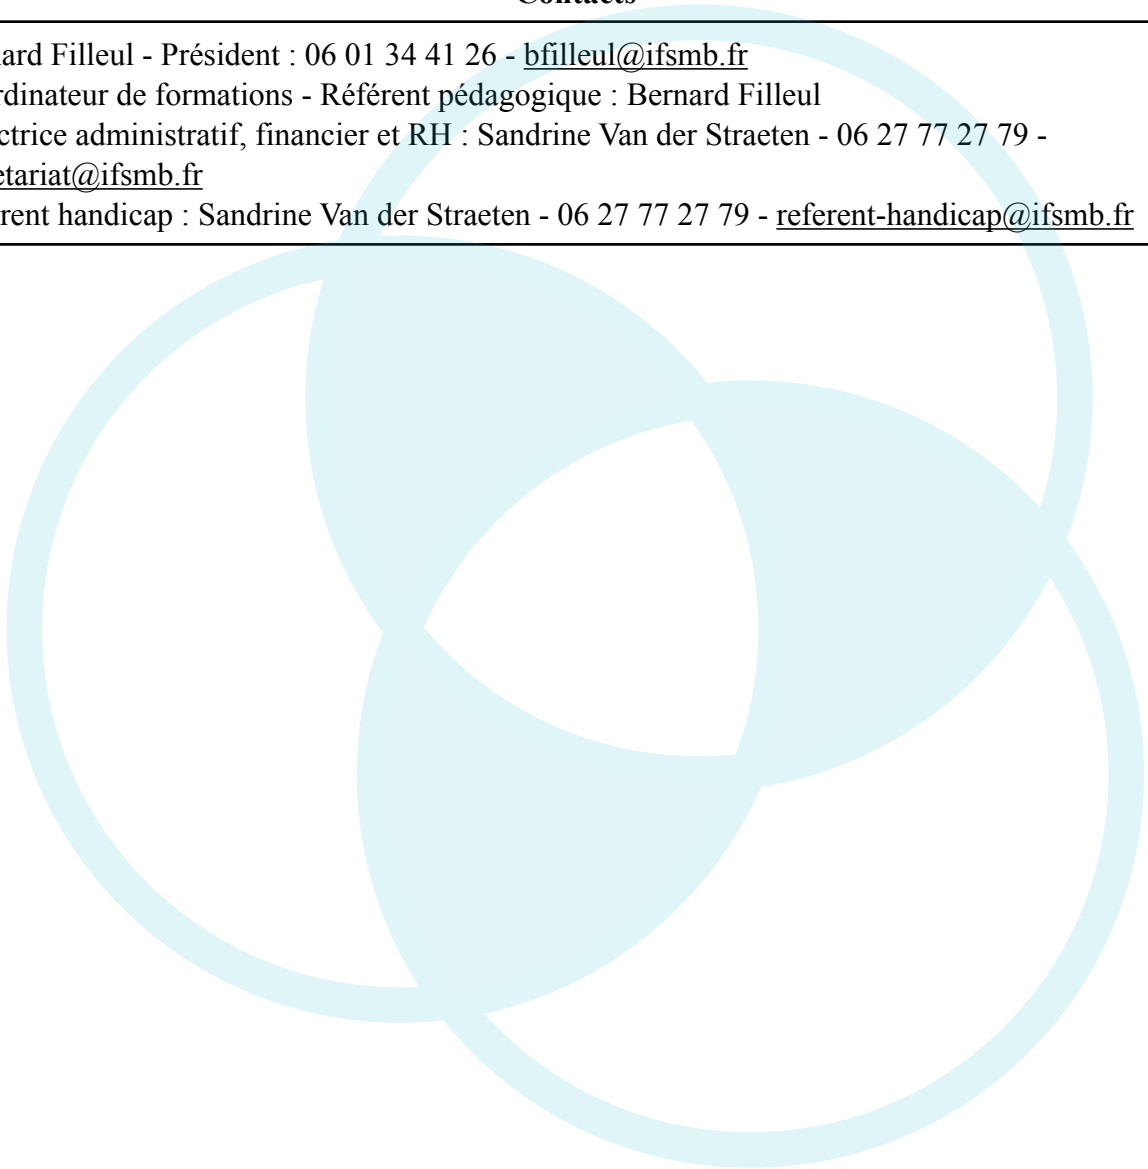 Contacts
nard Filleul - Président : 06 01 34 41 26 - bfilleul@ifsmb.fr
rdinateur de formations - Référent pédagogique : Bernard Filleul
ctrice administratif, financier et RH : Sandrine Van der Straeten - 06 27 77 27 79 -
etariat@ifsmb.fr
rent handicap : Sandrine Van der Straeten - 06 27 77 27 79 - referent-handicap@ifsmb.fr